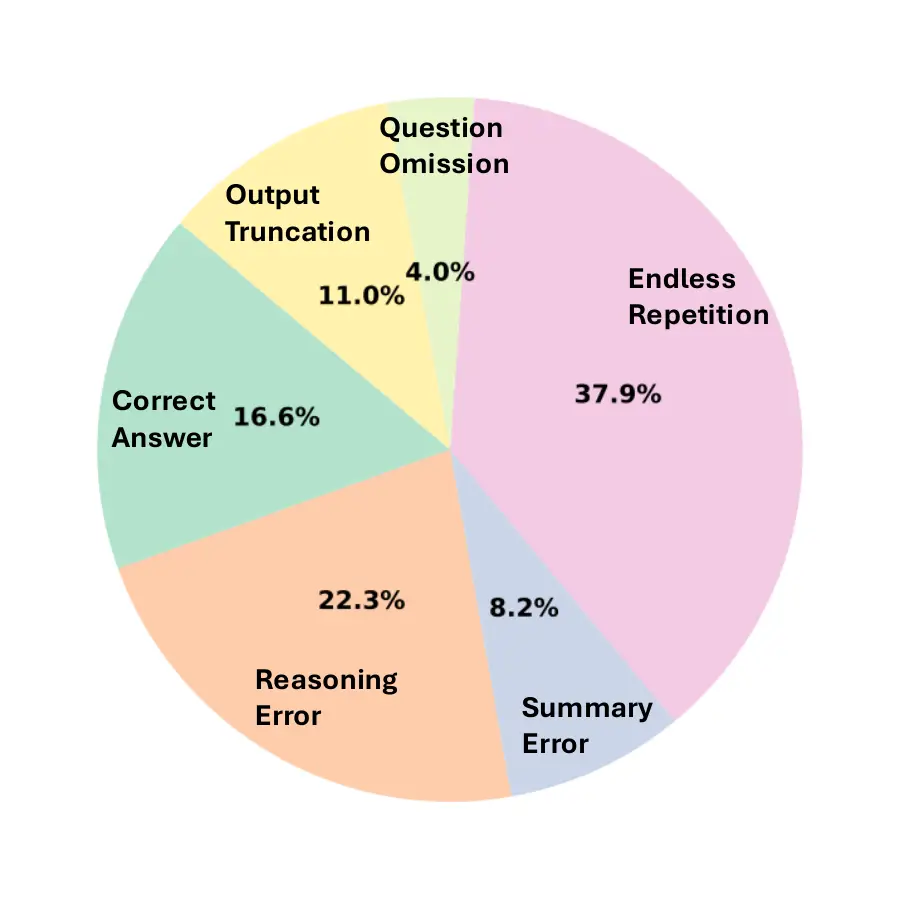 Question
Omission
4.0%
Output
Truncation
11.0%
Endless
Repetition
37.9%
Correct
Answer
16.6%
22.3%
Reasoning
Error
8.2%
Summary
Error